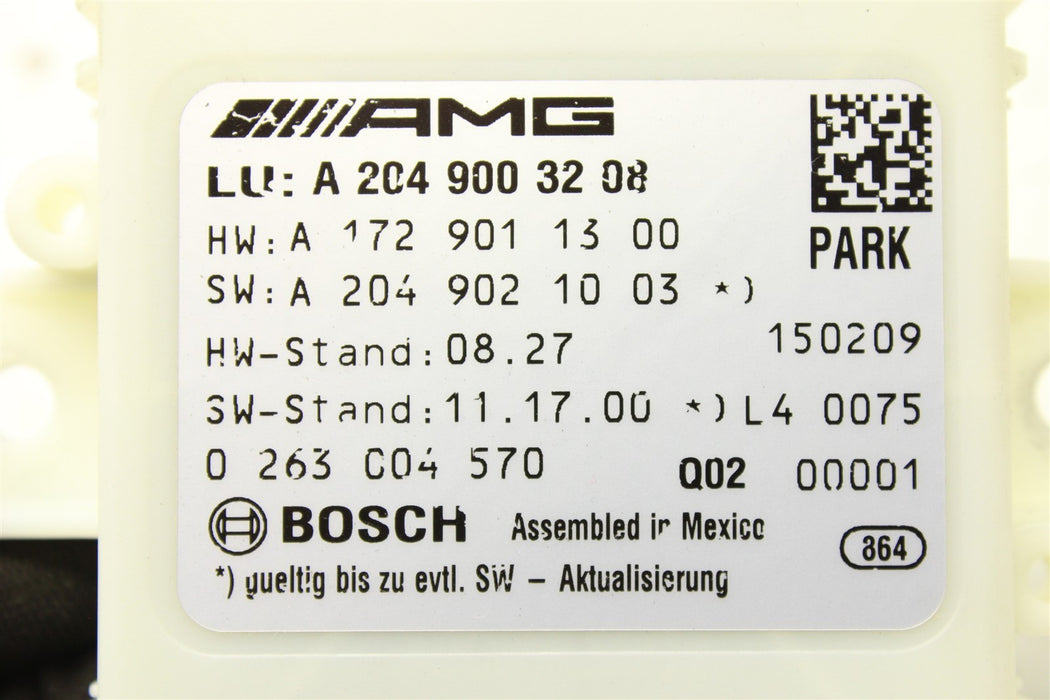 AMG
LU: A 204 900 32 08
HW: A 172 901 13 00
PARK
SW: A 204 902 10 03 *)
HW-Stand: 08.27 150209
SW-Stand: 11.17.00 *) L4 0075
0 263 004 570 Q02 00001
BOSCH Assembled in Mexico
864
*) gueltig bis zu evtl. SW – Aktualisierung